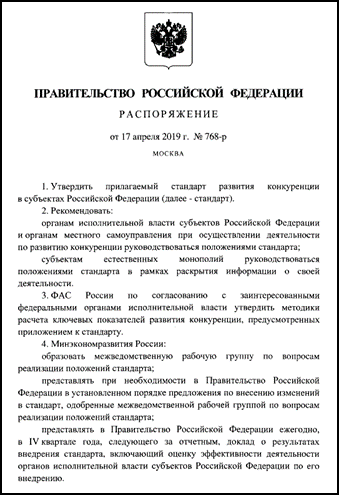 ПРАВИТЕЛЬСТВО РОССИЙСКОЙ ФЕДЕРАЦИИ
РАСПОРЯЖЕНИЕ
от 17 апреля 2019 г. № 768-р
МОСКВА
1. Утвердить прилагаемый стандарт развития конкуренции
в субъектах Российской Федерации (далее - стандарт).
2. Рекомендовать:
органам исполнительной власти субъектов Российской Федерации
и органам местного самоуправления при осуществлении деятельности
по развитию конкуренции руководствоваться положениями стандарта;
субъектам естественных монополий руководствоваться
положениями стандарта в рамках раскрытия информации о своей
деятельности.
3. ФАС России по согласованию с заинтересованными
федеральными органами исполнительной власти утвердить методики
расчета ключевых показателей развития конкуренции, предусмотренных
приложением к стандарту.
4. Минэкономразвития России:
образовать межведомственную рабочую группу по вопросам
реализации положений стандарта;
представлять при необходимости в Правительство Российской
Федерации в установленном порядке предложения по внесению изменений
в стандарт, одобренные межведомственной рабочей группой по вопросам
реализации положений стандарта;
представлять в Правительство Российской Федерации ежегодно,
в IV квартале года, следующего за отчетным, доклад о результатах
внедрения стандарта, включающий оценку эффективности деятельности
органов исполнительной власти субъектов Российской Федерации по его
внедрению.